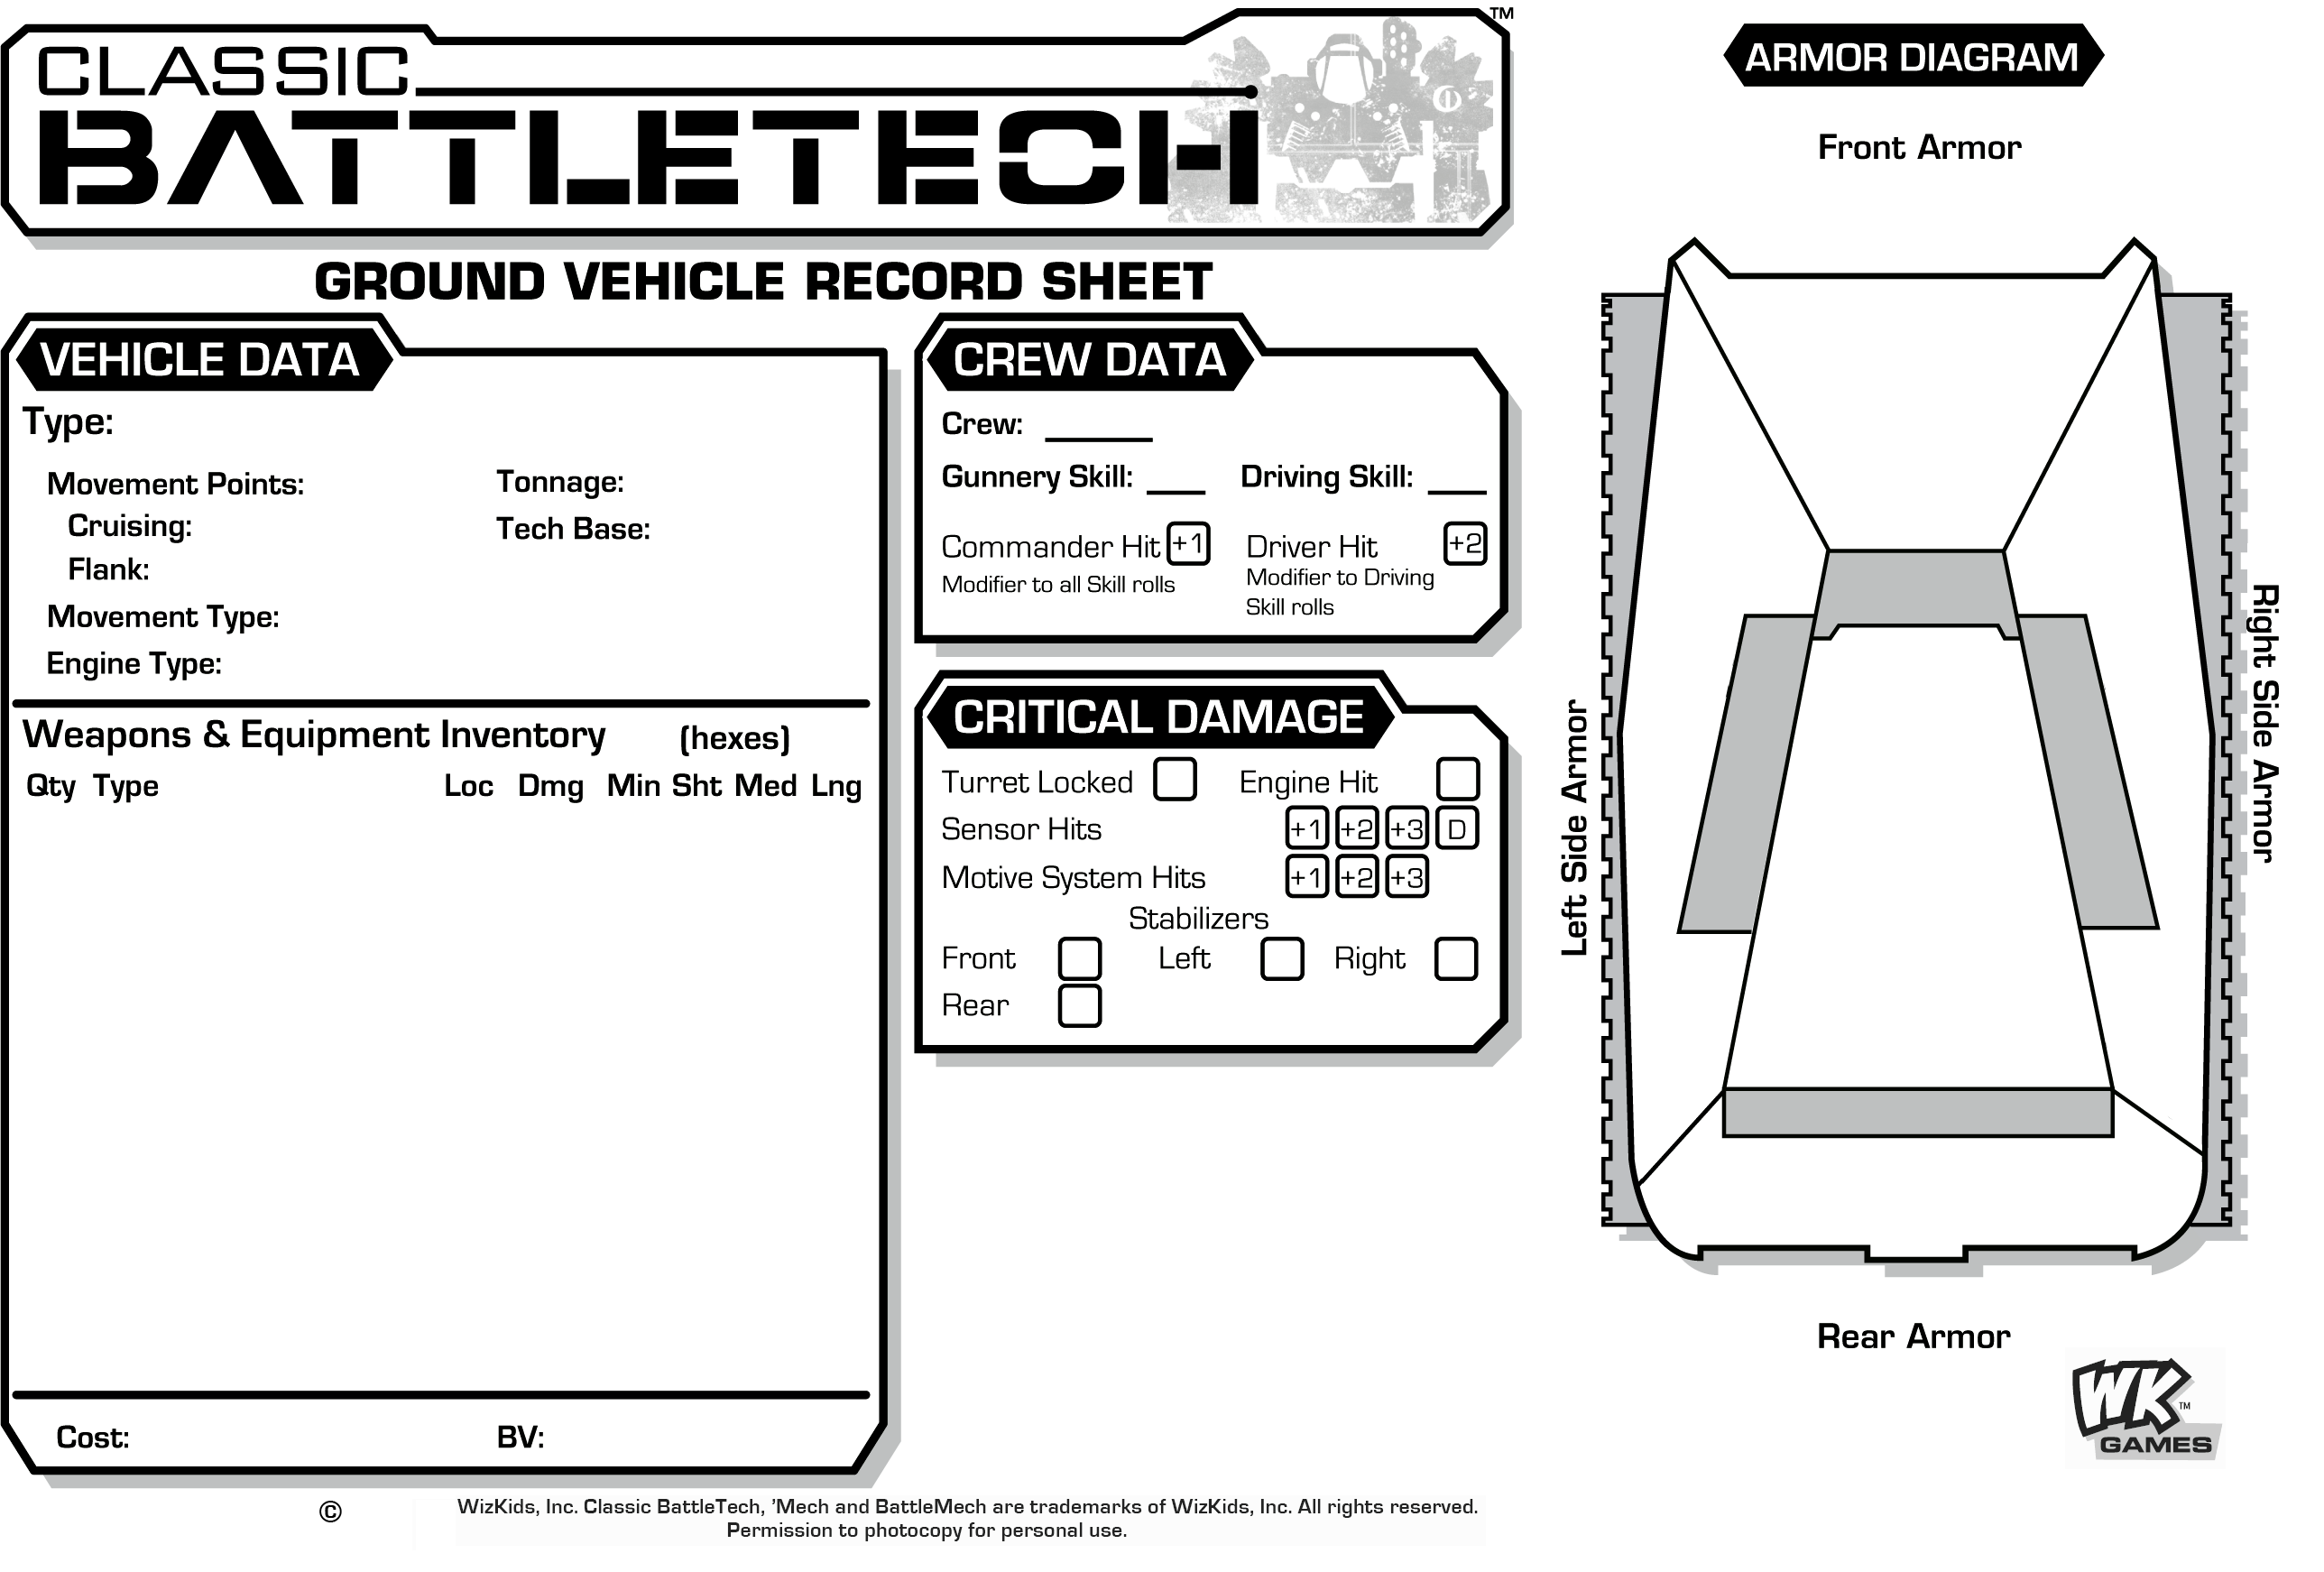 CLASSIC
BATTLETECH
TM
GROUND VEHICLE RECORD SHEET
VEHICLE DATA
Type:
Movement Points:
Tonnage:
Cruising:
Tech Base:
Flank:
Movement Type:
Engine Type:
Weapons & Equipment Inventory (hexes)
Qty Type Loc Dmg Min Sht Med Lng
Cost: BV:
CREW DATA
Crew:
Gunnery Skill: Driving Skill:
Commander Hit +1 Driver Hit +2
Modifier to all Skill rolls
Modifier to Driving
Skill rolls
CRITICAL DAMAGE
Turret Locked Engine Hit
Sensor Hits +1 +2 +3 D
Motive System Hits +1 +2 +3
Stabilizers
Front Left Right
Rear
ARMOR DIAGRAM
Front Armor
Left Side Armor
Right Side Armor
Rear Armor
WK TM
GAMES
© WizKids, Inc. Classic BattleTech, ’Mech and BattleMech are trademarks of WizKids, Inc. All rights reserved.
Permission to photocopy for personal use.